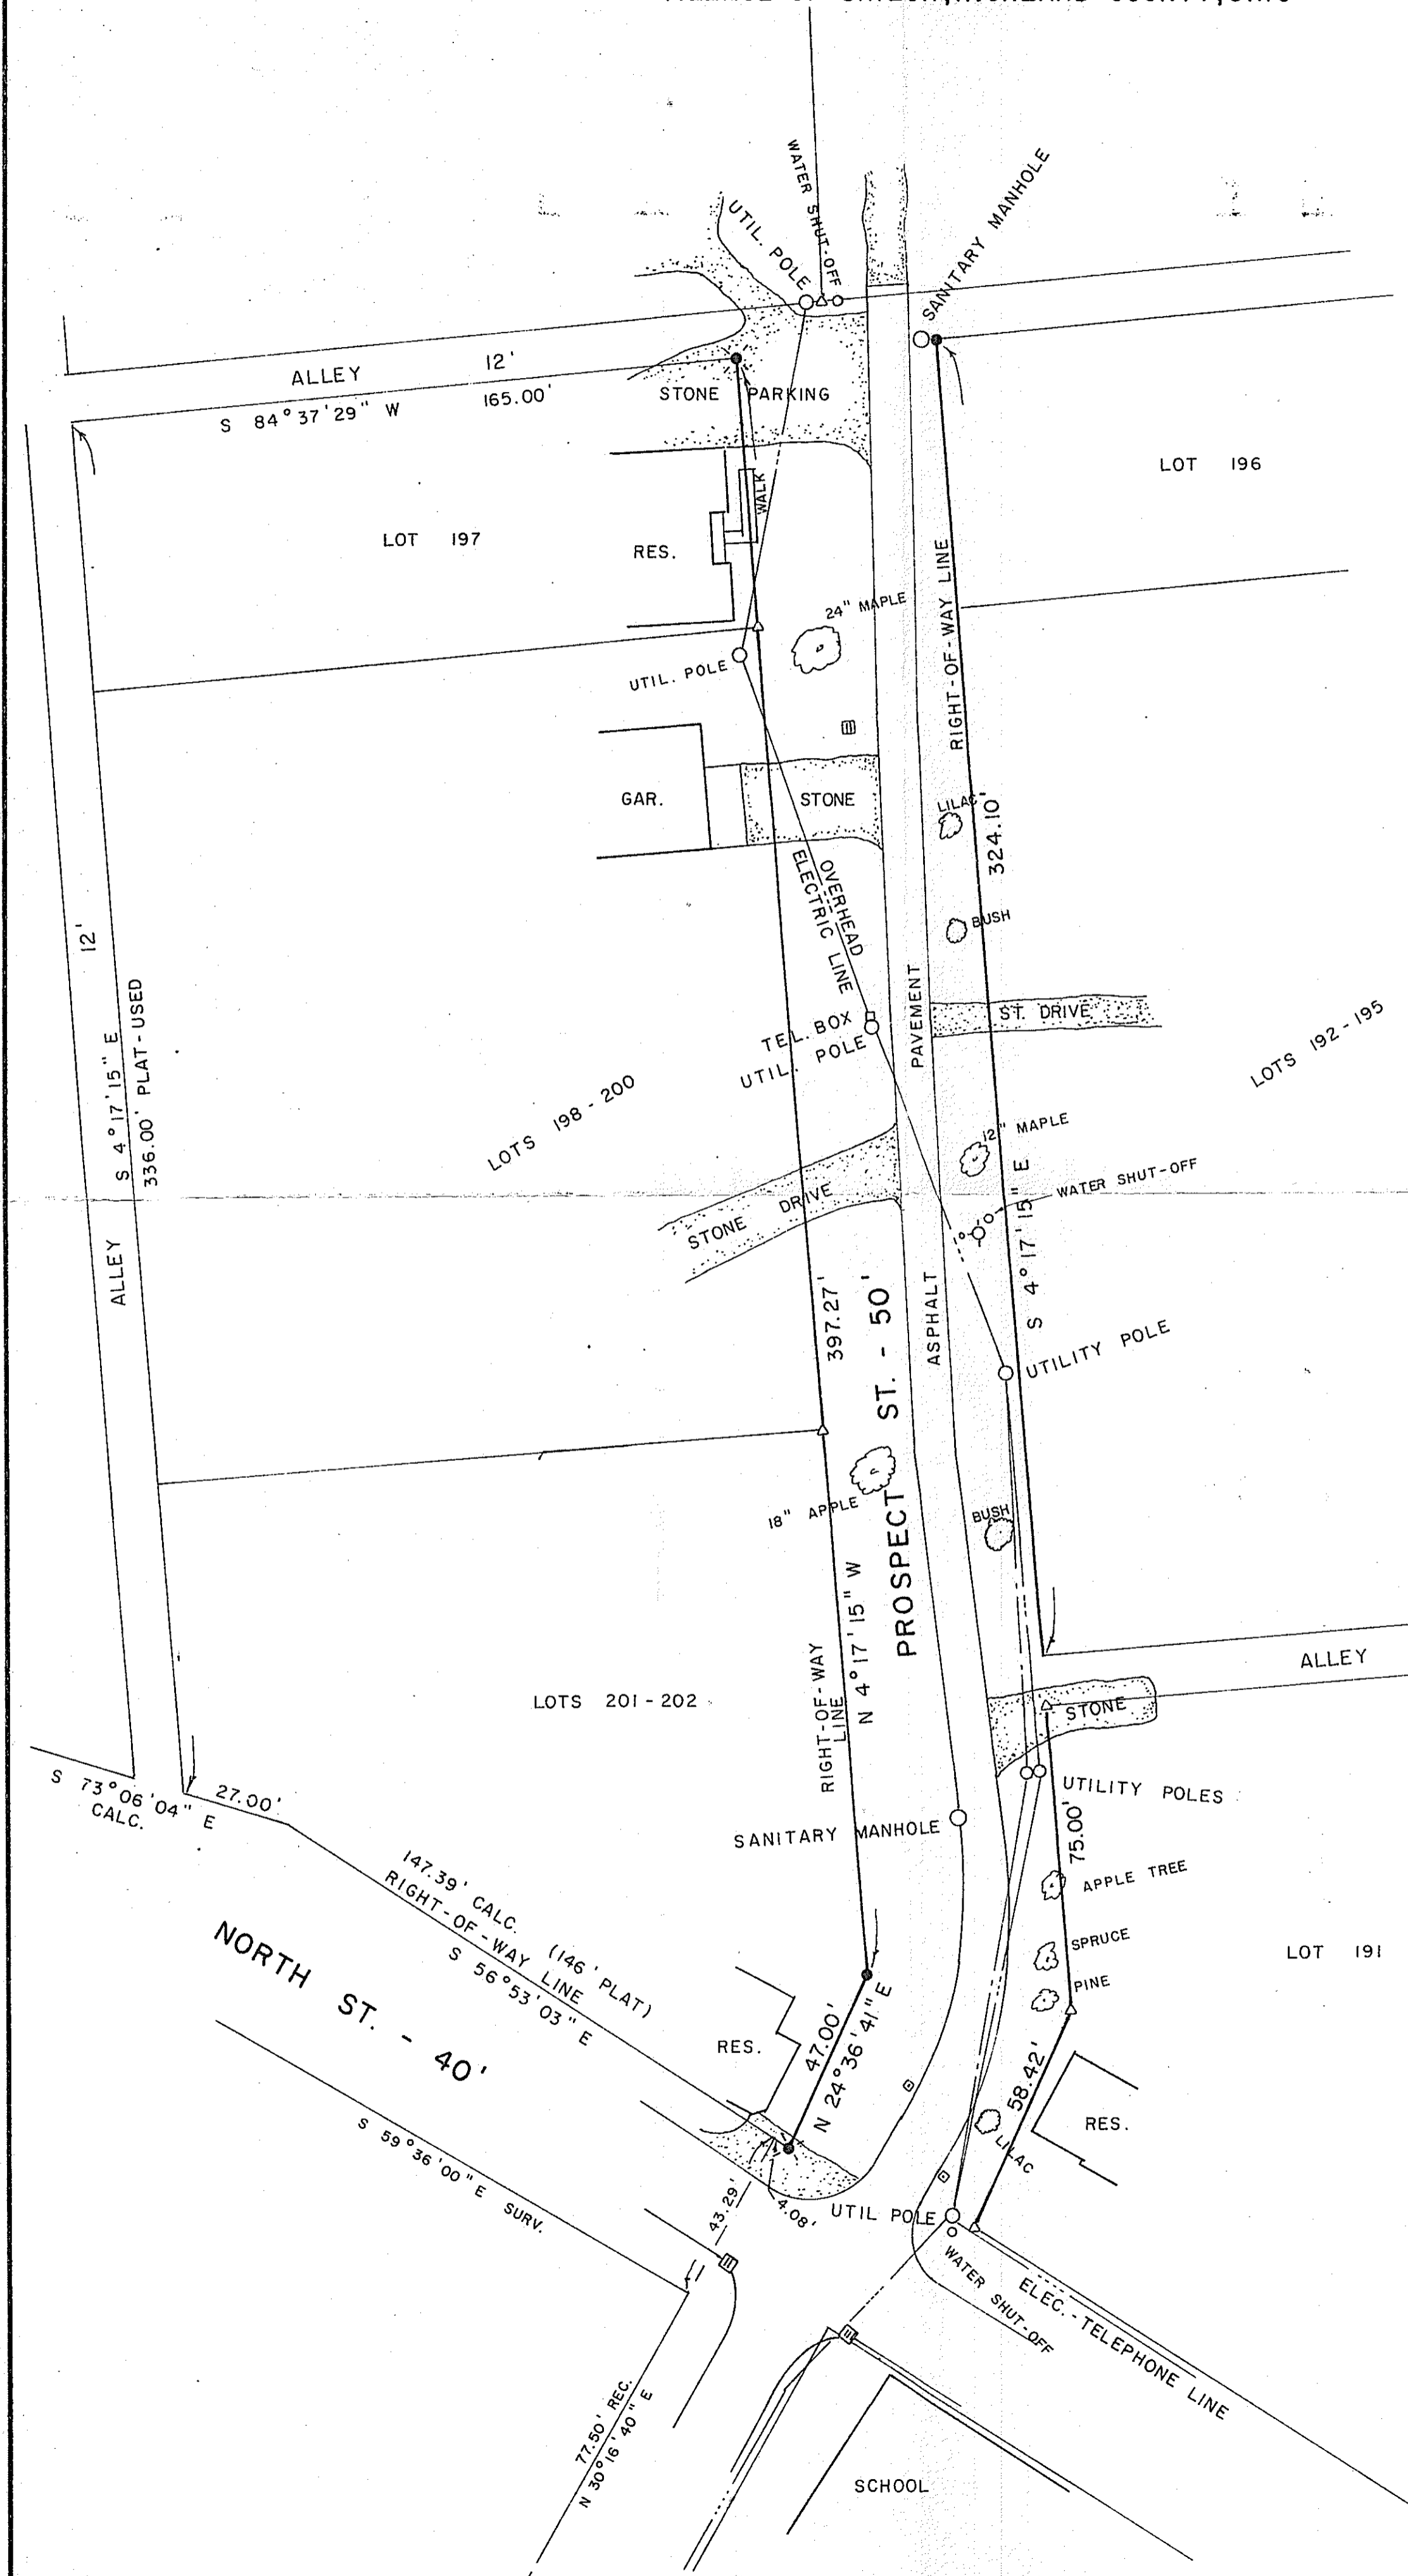 WATER SHUT-OFF
UTIL. POLE
SANITARY MANHOLE
ALLEY 12'
S 84°37'29" W 165.00'
STONE PARKING
LOT 196
LOT 197
RES.
WALK
24" MAPLE
RIGHT-OF-WAY LINE
UTIL. POLE
GAR.
STONE
LILAC
324.10'
OVERHEAD
ELECTRIC LINE
BUSH
12'
ALLEY S 4°17'15" E
336.00' PLAT-USED
PAVEMENT
ST. DRIVE
TEL. BOX
UTIL. POLE
LOTS 192-195
LOTS 198-200
12" MAPLE
WATER SHUT-OFF
STONE DRIVE
S 4°17'15" E
397.27'
PROSPECT ST. - 50'
ASPHALT
UTILITY POLE
18" APPLE
BUSH
N 4°17'15" W
RIGHT-OF-WAY
LINE
ALLEY
LOTS 201-202
STONE
UTILITY POLES
75.00'
S 73°06'04" E
CALC.
27.00'
SANITARY MANHOLE
APPLE TREE
147.39' CALC. (146' PLAT)
RIGHT-OF-WAY LINE
S 56°53'03" E
SPRUCE
PINE
LOT 191
NORTH ST. - 40'
RES.
47.00'
N 24°36'41" E
58.42'
RES.
LILAC
S 59°36'00" E SURV.
43.29'
4.08'
UTIL POLE
WATER SHUT-OFF
ELEC.-TELEPHONE LINE
77.50' REC.
N 30°16'40" E
SCHOOL